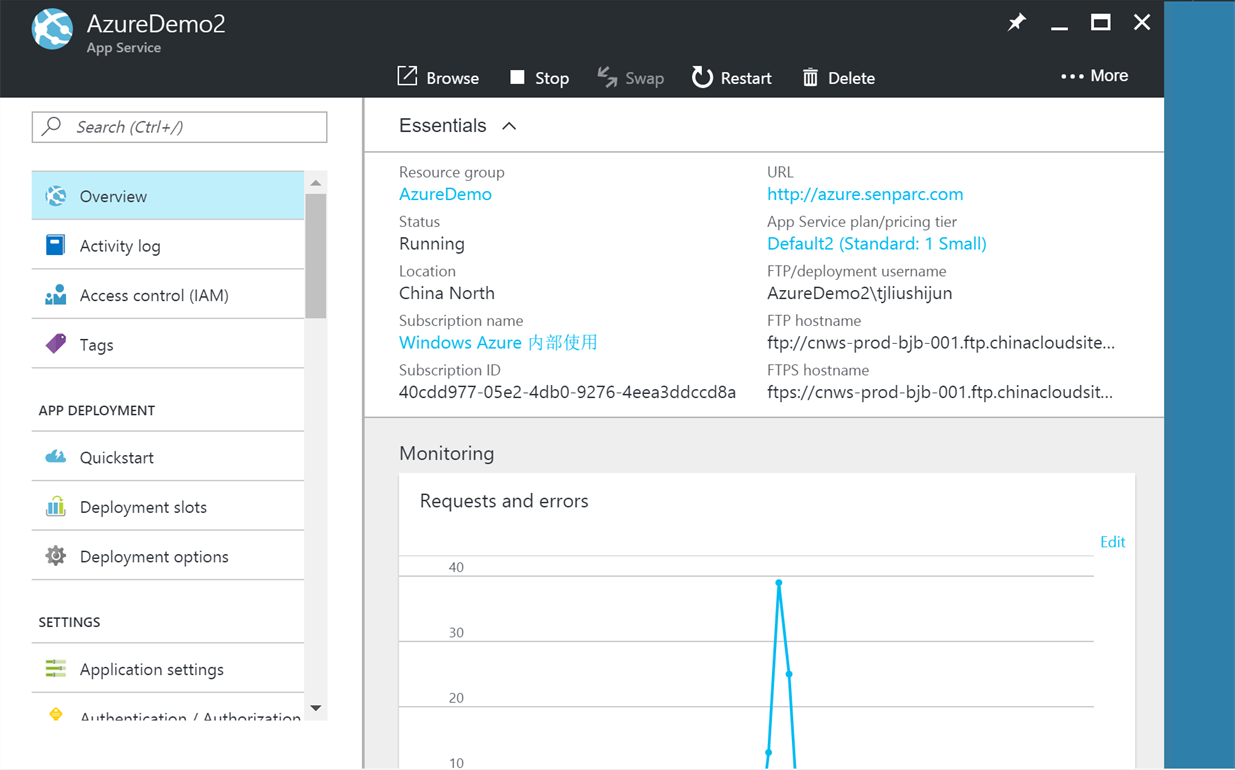 AzureDemo2
App Service
Browse Stop Swap Restart Delete More
Search (Ctrl+/)
Overview
Activity log
Access control (IAM)
Tags
APP DEPLOYMENT
Quickstart
Deployment slots
Deployment options
SETTINGS
Application settings
Authentication / Authorization
Essentials
Resource group
AzureDemo
Status
Running
Location
China North
Subscription name
Windows Azure 内部使用
Subscription ID
40cdd977-05e2-4db0-9276-4eea3ddccd8a
URL
http://azure.senparc.com
App Service plan/pricing tier
Default2 (Standard: 1 Small)
FTP/deployment username
AzureDemo2\tjliushijun
FTP hostname
ftp://cnws-prod-bjb-001.ftp.chinacloudsite...
FTPS hostname
ftps://cnws-prod-bjb-001.ftp.chinacloudsit...
Monitoring
Requests and errors
Edit
40
30
20
10